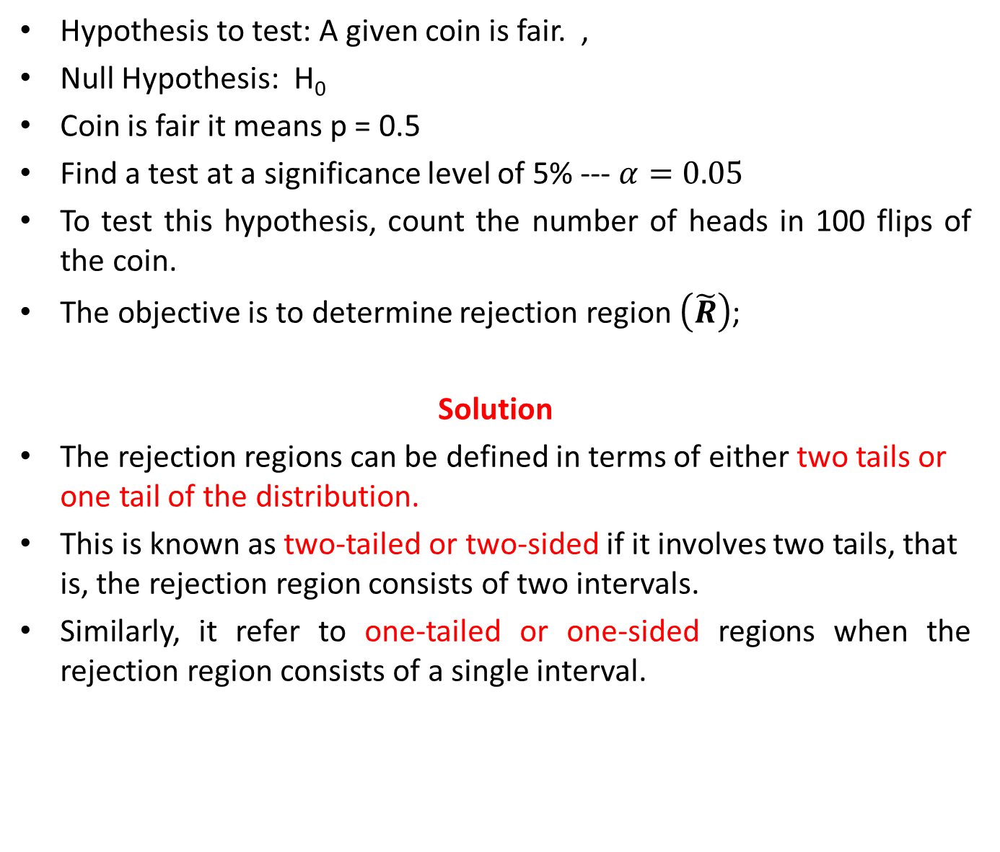 • Hypothesis to test: A given coin is fair. ,
• Null Hypothesis: H₀
• Coin is fair it means p = 0.5
• Find a test at a significance level of 5% --- α = 0.05
• To test this hypothesis, count the number of heads in 100 flips of
the coin.
• The objective is to determine rejection region (R̃);
Solution
• The rejection regions can be defined in terms of either two tails or
one tail of the distribution.
• This is known as two-tailed or two-sided if it involves two tails, that
is, the rejection region consists of two intervals.
• Similarly, it refer to one-tailed or one-sided regions when the
rejection region consists of a single interval.